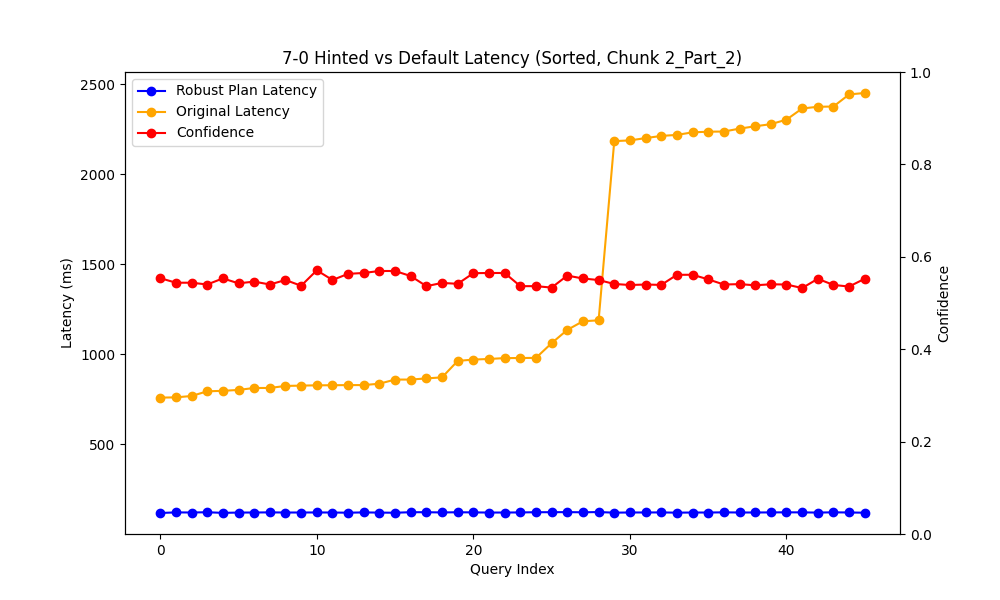 7-0 Hinted vs Default Latency (Sorted, Chunk 2_Part_2)
Robust Plan Latency
Original Latency
Confidence
2500
2000
1500
1000
500
Latency (ms)
1.0
0.8
0.6
0.4
0.2
0.0
Confidence
0 10 20 30 40
Query Index